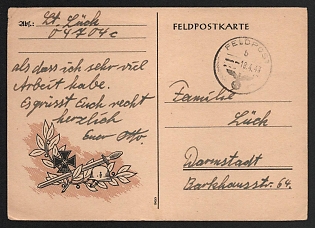 Abs.: Lt. Lück
04704c
als dass ich sehr viel
Arbeit habe.
Es grüsst Euch recht
herzlich
Euer Otto.
FELDPOSTKARTE
FELDPOST
b
Familie
Lück
Darmstadt
Barkhausstr. 64.